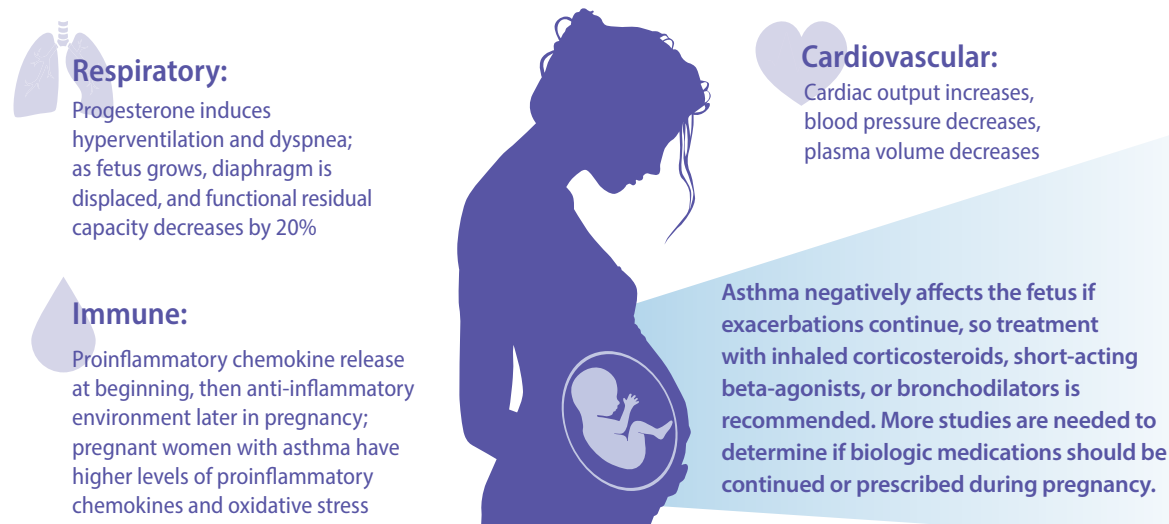 Respiratory:
Progesterone induces
hyperventilation and dyspnea;
as fetus grows, diaphragm is
displaced, and functional residual
capacity decreases by 20%
Immune:
Proinflammatory chemokine release
at beginning, then anti-inflammatory
environment later in pregnancy;
pregnant women with asthma have
higher levels of proinflammatory
chemokines and oxidative stress
Cardiovascular:
Cardiac output increases,
blood pressure decreases,
plasma volume decreases
Asthma negatively affects the fetus if
exacerbations continue, so treatment
with inhaled corticosteroids, short-acting
beta-agonists, or bronchodilators is
recommended. More studies are needed to
determine if biologic medications should be
continued or prescribed during pregnancy.